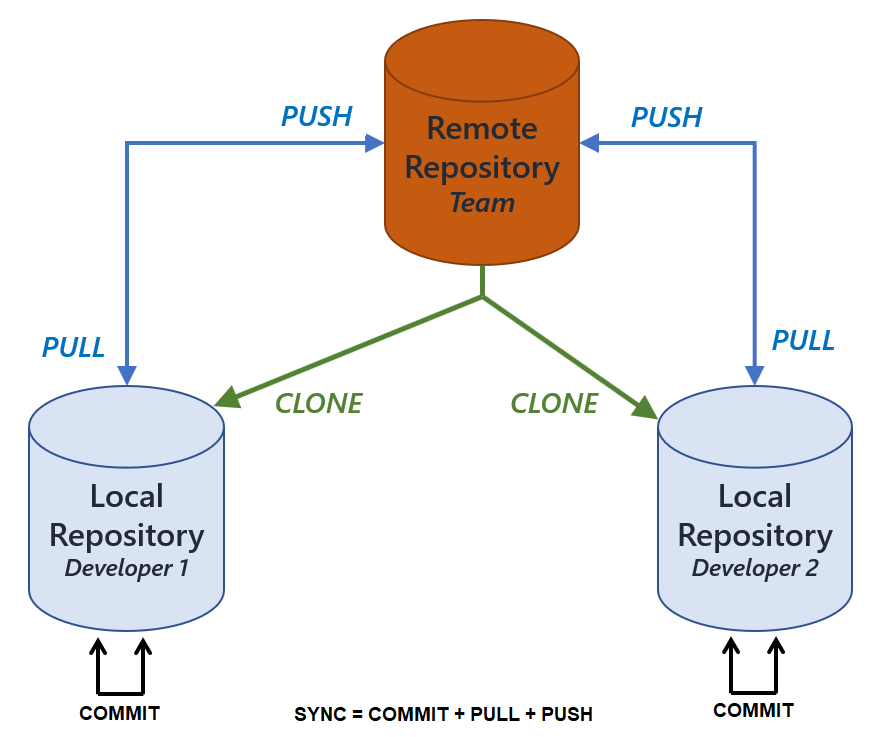 PUSH
PUSH
Remote
Repository
Team
PULL
PULL
CLONE
CLONE
Local
Repository
Developer 1
Local
Repository
Developer 2
COMMIT
SYNC = COMMIT + PULL + PUSH
COMMIT